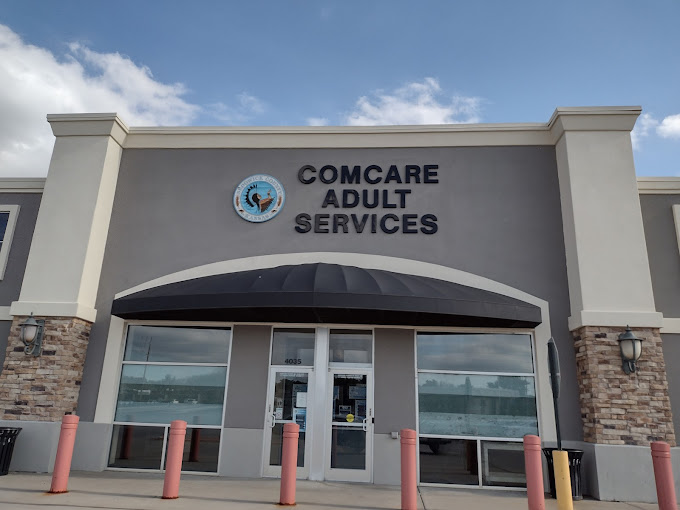 COMCARE
ADULT
SERVICES
4035